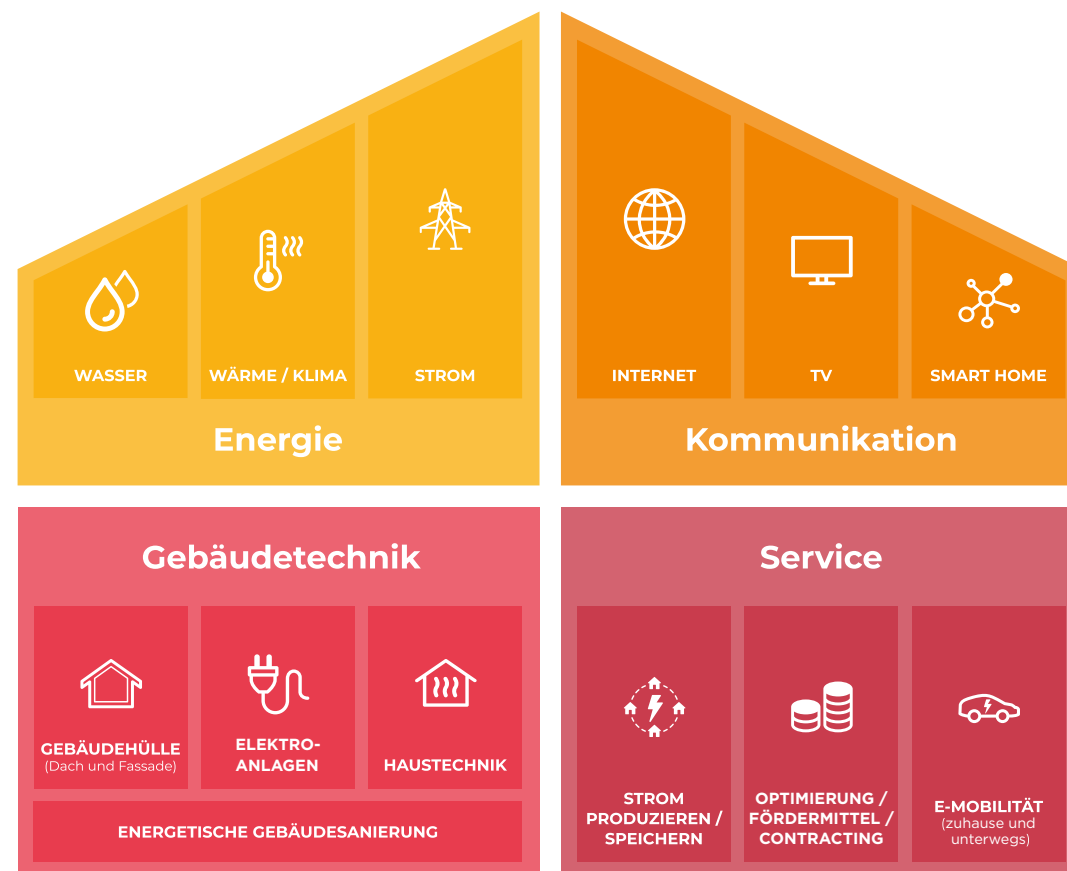 WASSER
WÄRME / KLIMA
STROM
Energie
INTERNET
TV
SMART HOME
Kommunikation
Gebäudetechnik
GEBÄUDEHÜLLE
(Dach und Fassade)
ELEKTRO-
ANLAGEN
HAUSTECHNIK
ENERGETISCHE GEBÄUDESANIERUNG
Service
STROM
PRODUZIEREN /
SPEICHERN
OPTIMIERUNG /
FÖRDERMITTEL /
CONTRACTING
E-MOBILITÄT
(zuhause und
unterwegs)